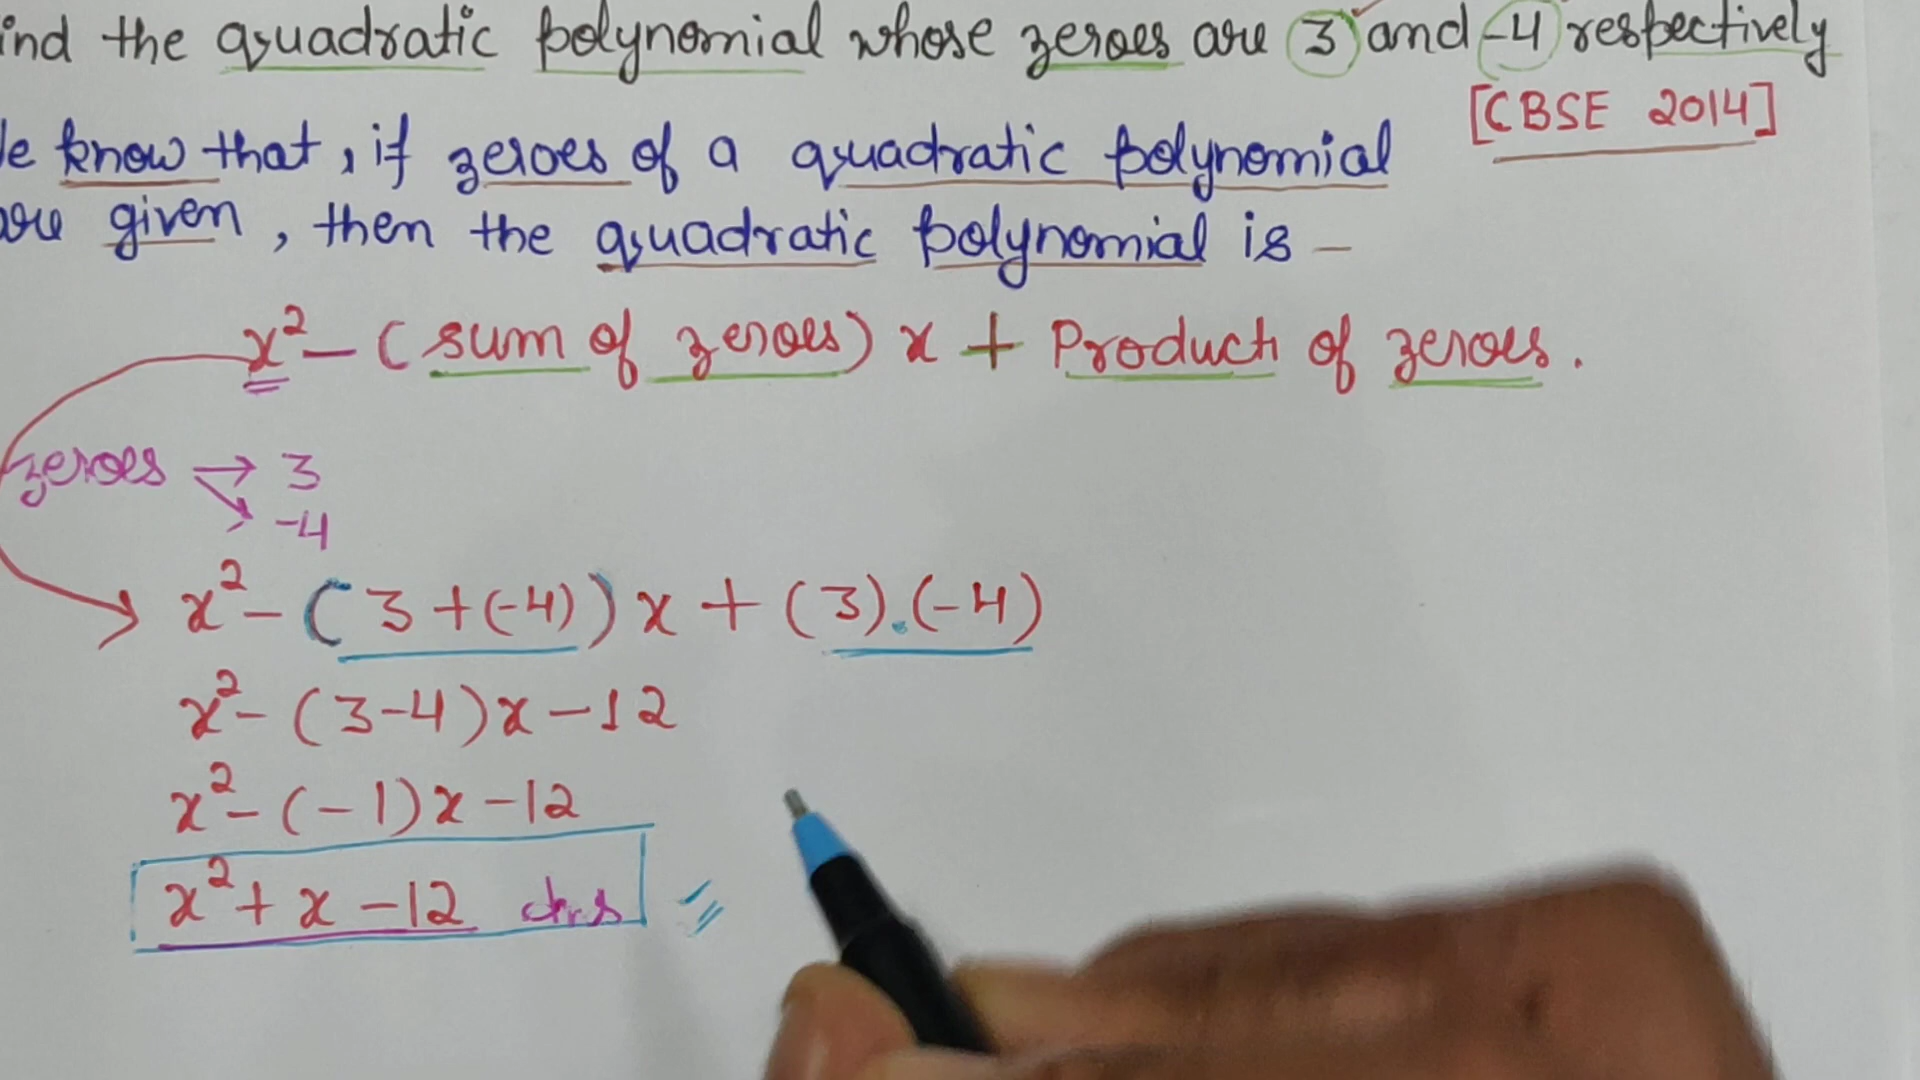 ind the quadratic polynomial whose zeroes are 3 and -4 respectively
[CBSE 2014]
e know that, if zeroes of a quadratic polynomial
are given, then the quadratic polynomial is -
x² - (sum of zeroes) x + Product of zeroes.
zeroes → 3
-4
x² - (3+(-4))x + (3).(-4)
x² - (3-4)x - 12
x² - (-1)x - 12
x² + x - 12 Ans